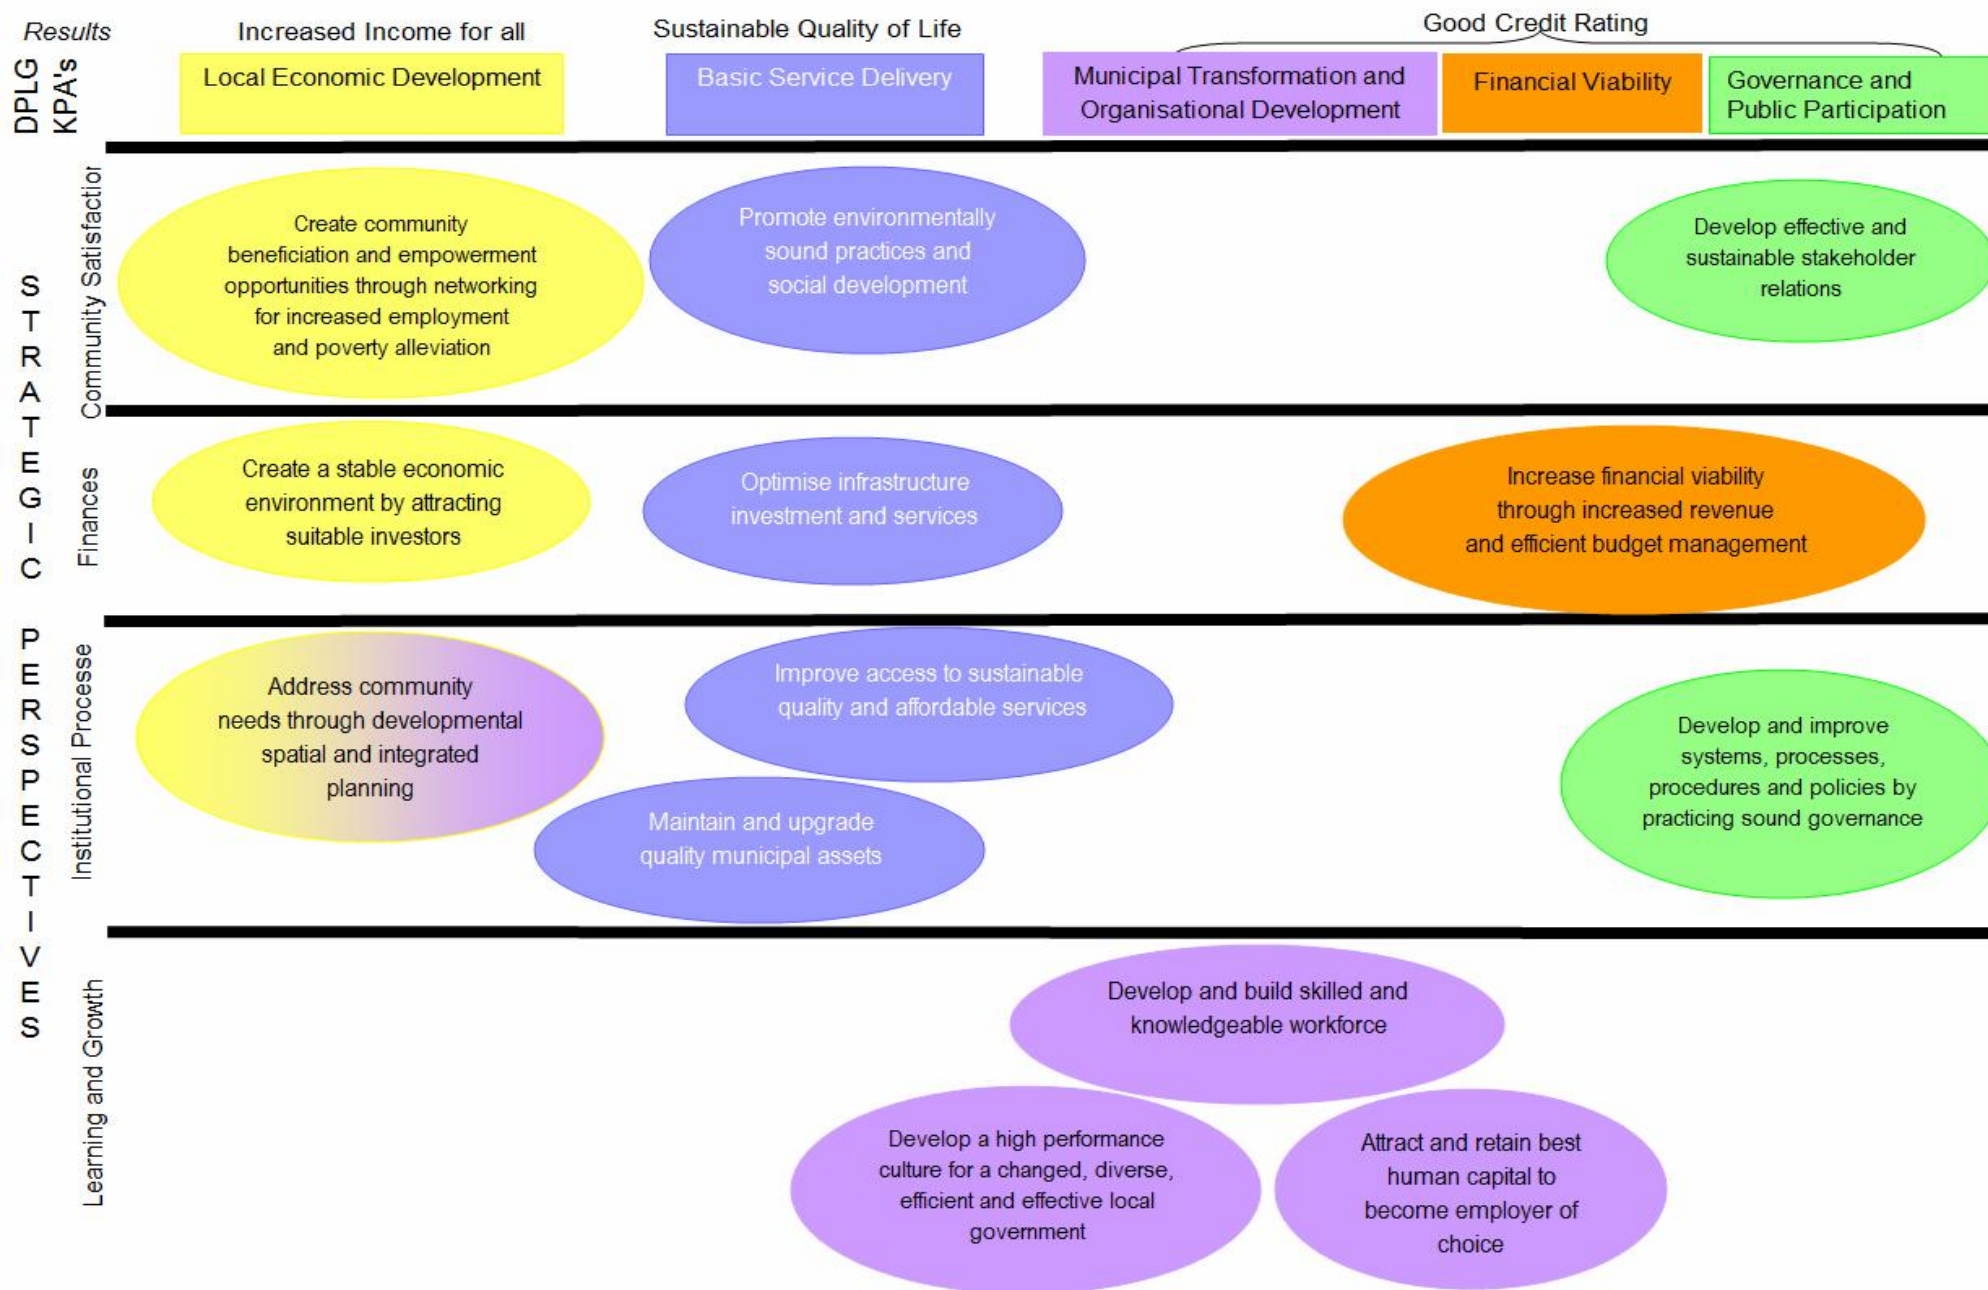 Results
Increased Income for all
Sustainable Quality of Life
Good Credit Rating
DPLG
KPA's
Local Economic Development
Basic Service Delivery
Municipal Transformation and
Organisational Development
Financial Viability
Governance and
Public Participation
STRATEGIC PERSPECTIVES
Community Satisfaction
Create community
beneficiation and empowerment
opportunities through networking
for increased employment
and poverty alleviation
Promote environmentally
sound practices and
social development
Develop effective and
sustainable stakeholder
relations
Finances
Create a stable economic
environment by attracting
suitable investors
Optimise infrastructure
investment and services
Increase financial viability
through increased revenue
and efficient budget management
Institutional Processe
Address community
needs through developmental
spatial and integrated
planning
Improve access to sustainable
quality and affordable services
Maintain and upgrade
quality municipal assets
Develop and improve
systems, processes,
procedures and policies by
practicing sound governance
Learning and Growth
Develop and build skilled and
knowledgeable workforce
Develop a high performance
culture for a changed, diverse,
efficient and effective local
government
Attract and retain best
human capital to
become employer of
choice